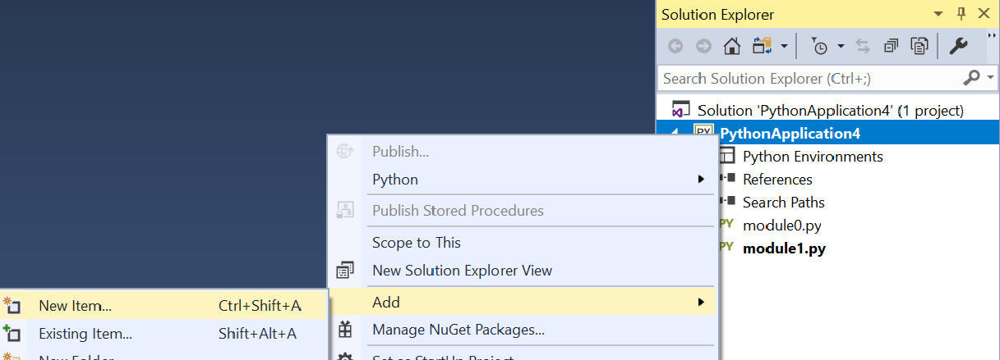 Solution Explorer
Search Solution Explorer (Ctrl+;)
Solution 'PythonApplication4' (1 project)
PY PythonApplication4
Python Environments
References
Search Paths
PY module0.py
PY module1.py
Publish...
Python
Publish Stored Procedures
Scope to This
New Solution Explorer View
Add
Manage NuGet Packages...
Set as StartUp Project
New Item... Ctrl+Shift+A
Existing Item... Shift+Alt+A
New Folder